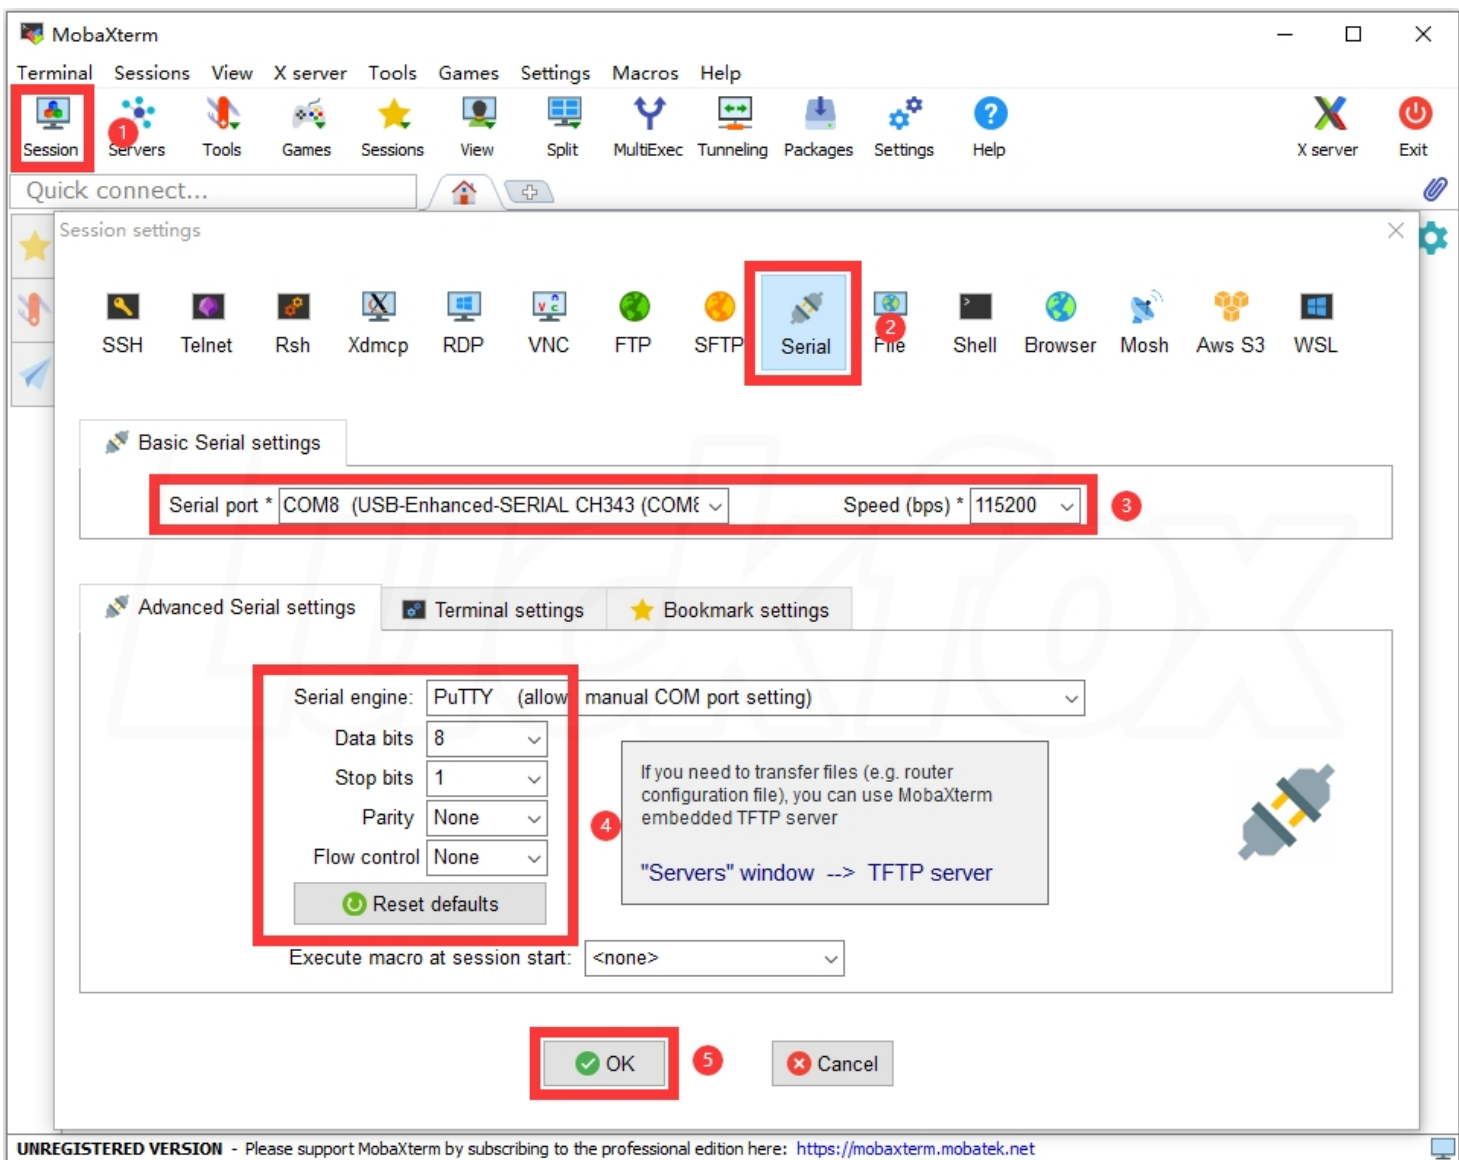 MobaXterm
Terminal Sessions View X server Tools Games Settings Macros Help
1
Session Servers Tools Games Sessions View Split MultiExec Tunneling Packages Settings Help X server Exit
Quick connect...
Session settings
2
SSH Telnet Rsh Xdmcp RDP VNC FTP SFTP Serial File Shell Browser Mosh Aws S3 WSL
Basic Serial settings
Serial port * COM8 (USB-Enhanced-SERIAL CH343 (COM8 Speed (bps) * 115200 3
Luckfox
Advanced Serial settings Terminal settings Bookmark settings
Serial engine: PuTTY (allow manual COM port setting)
Data bits 8
Stop bits 1
Parity None
Flow control None
Reset defaults
4
If you need to transfer files (e.g. router
configuration file), you can use MobaXterm
embedded TFTP server
"Servers" window --> TFTP server
Execute macro at session start: <none>
OK 5 Cancel
UNREGISTERED VERSION - Please support MobaXterm by subscribing to the professional edition here: https://mobaxterm.mobatek.net